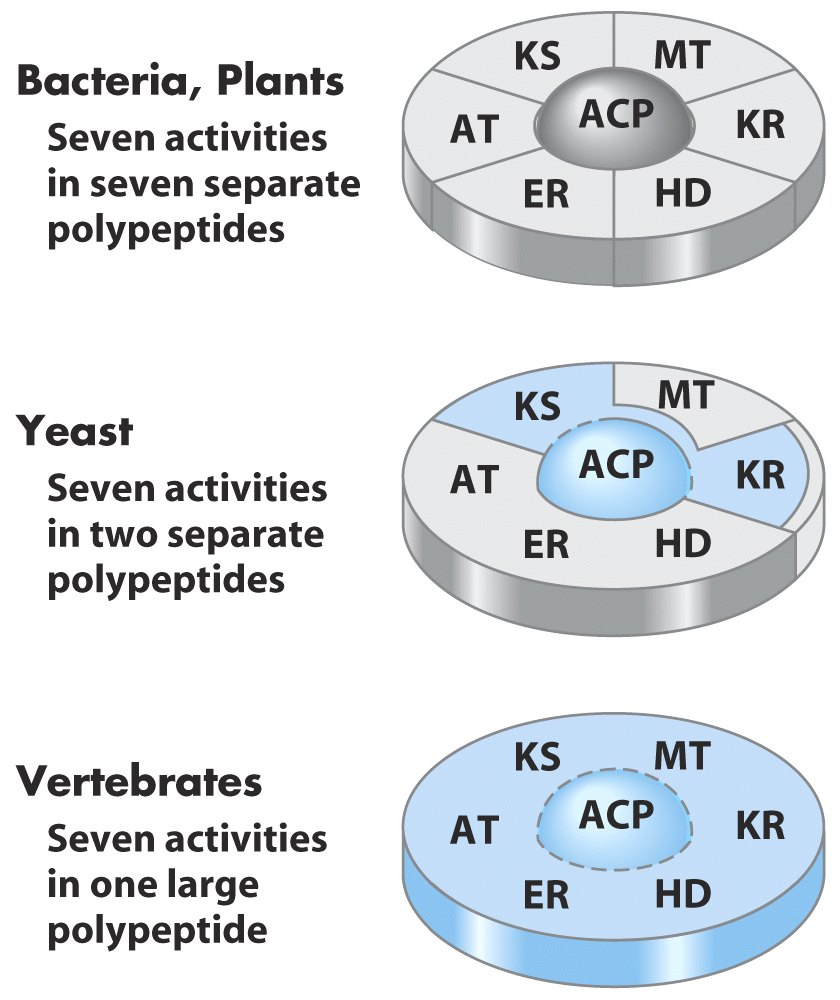 Bacteria, Plants
Seven activities
in seven separate
polypeptides
KS MT
AT ACP KR
ER HD
Yeast
Seven activities
in two separate
polypeptides
KS MT
AT ACP KR
ER HD
Vertebrates
Seven activities
in one large
polypeptide
KS MT
AT ACP KR
ER HD